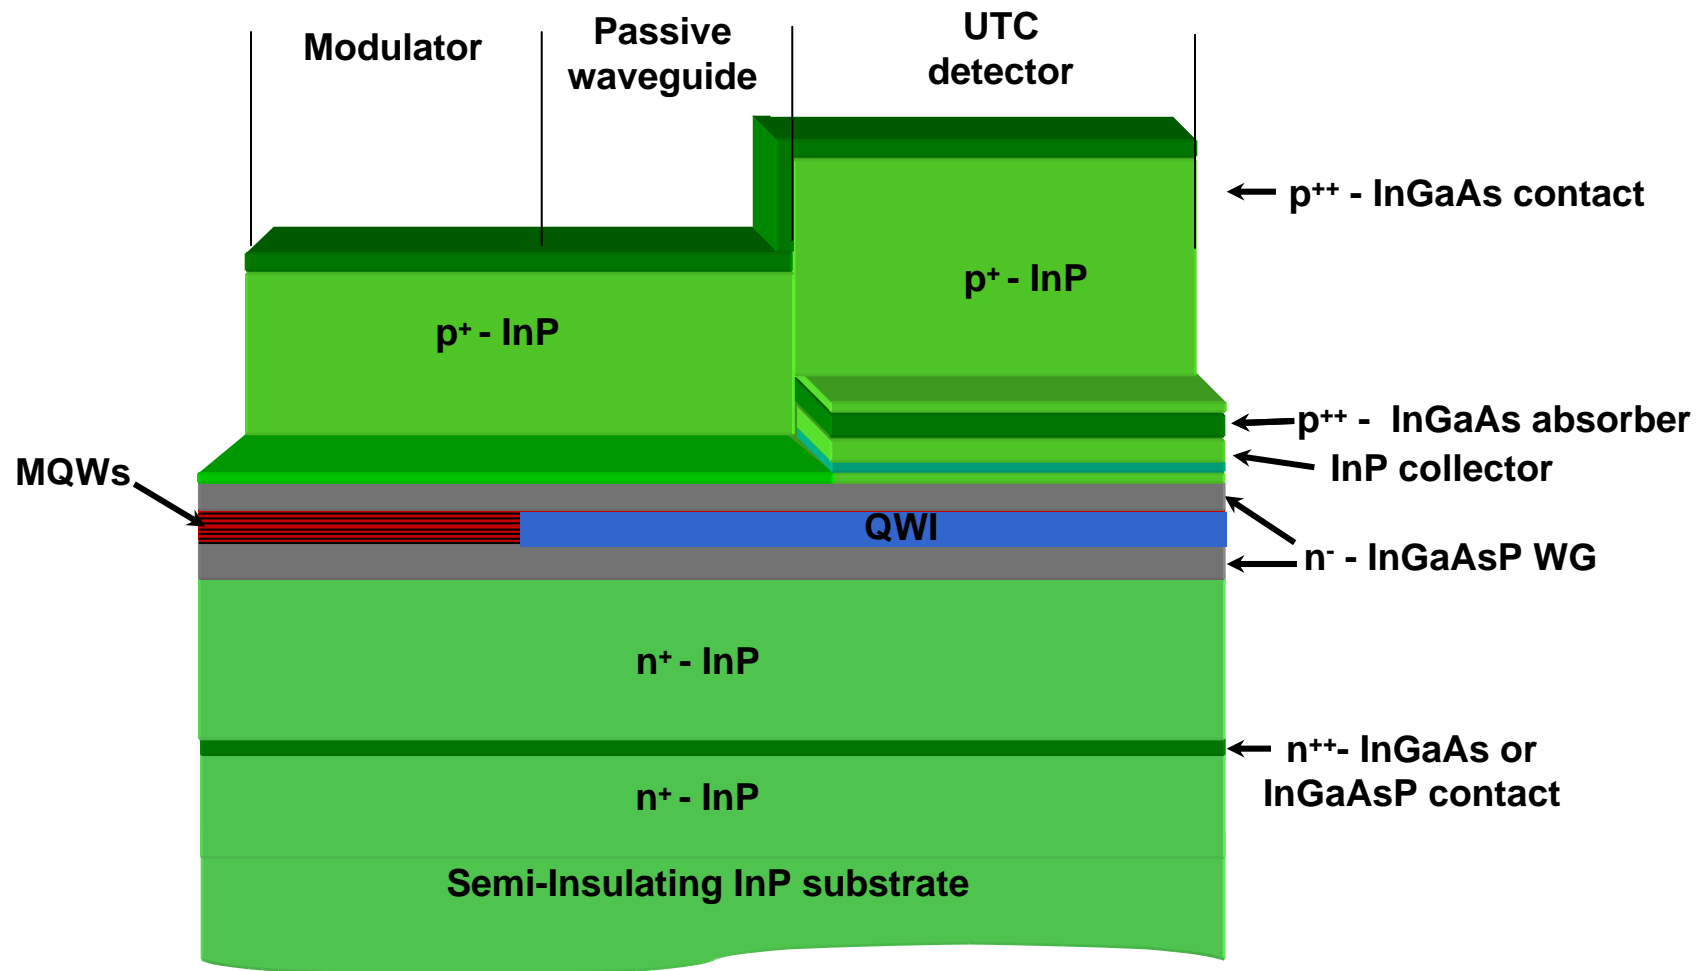 Modulator
Passive
waveguide
UTC
detector
p⁺⁺ - InGaAs contact
p⁺ - InP
p⁺ - InP
p⁺⁺ - InGaAs absorber
InP collector
MQWs
QWI
n⁻ - InGaAsP WG
n⁺ - InP
n⁺⁺- InGaAs or
InGaAsP contact
n⁺ - InP
Semi-Insulating InP substrate